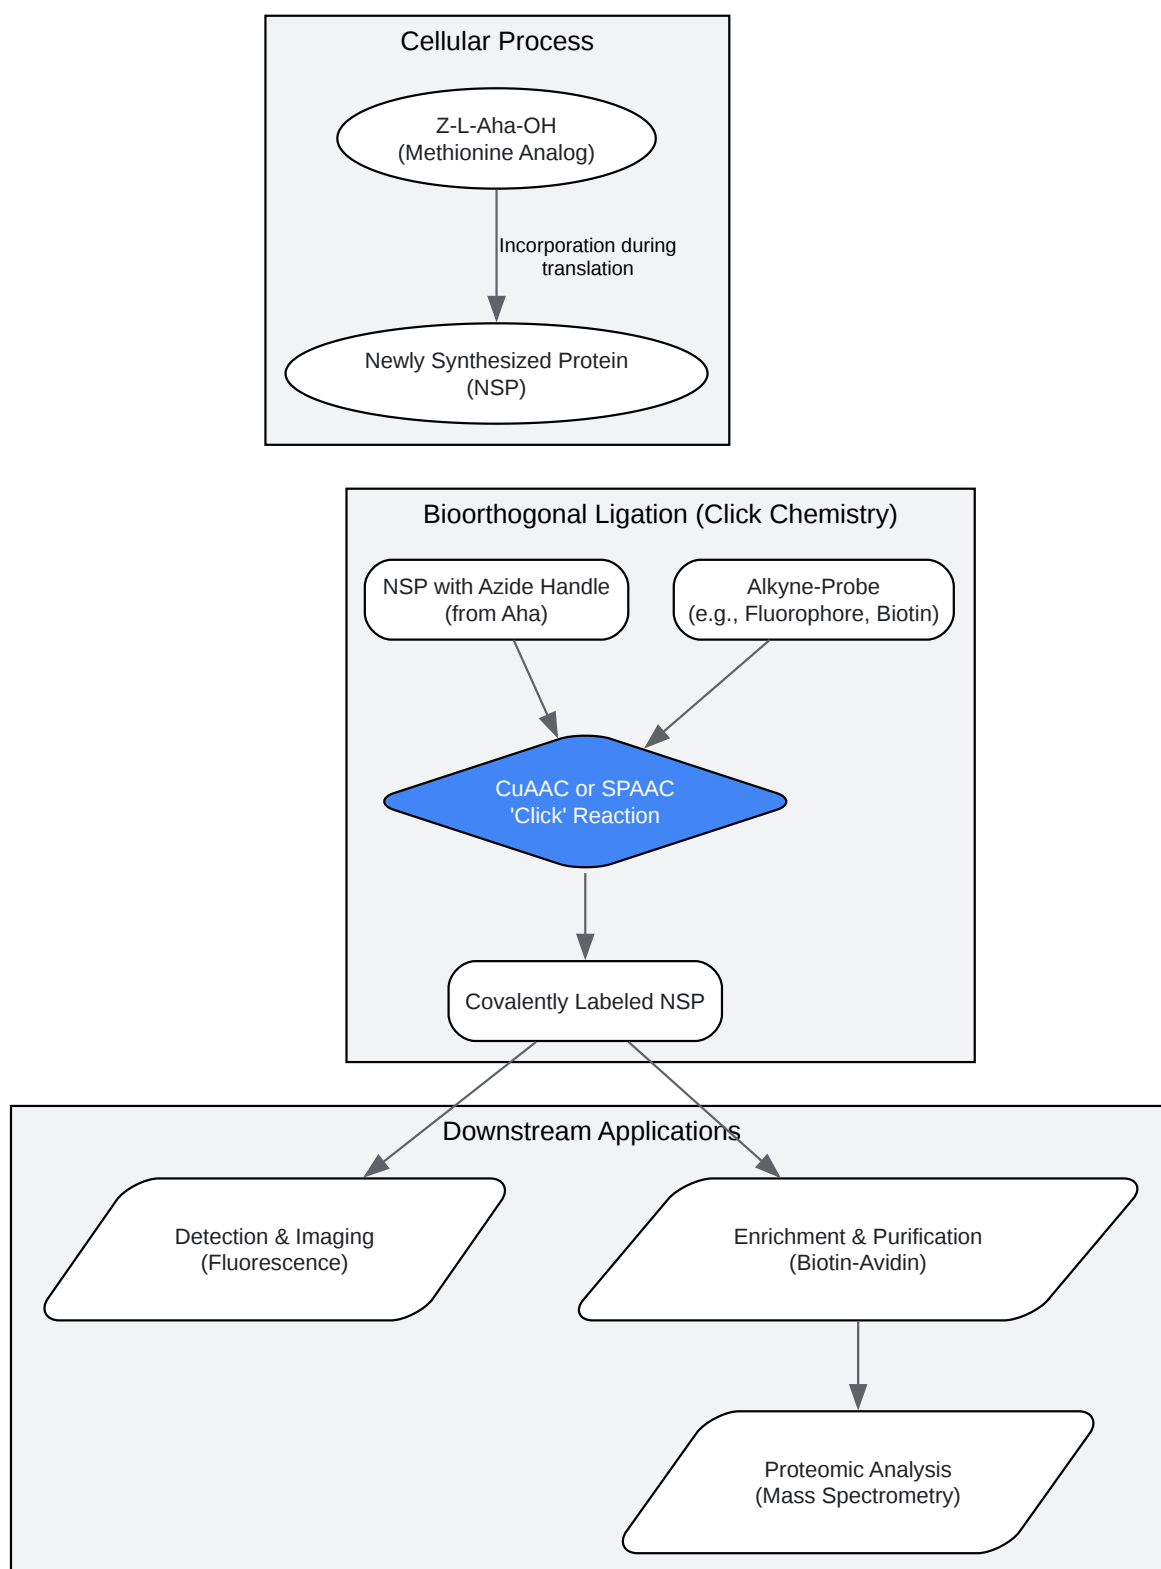 Cellular Process
Z-L-Aha-OH
(Methionine Analog)
Incorporation during
translation
Newly Synthesized Protein
(NSP)
Bioorthogonal Ligation (Click Chemistry)
NSP with Azide Handle
(from Aha)
Alkyne-Probe
(e.g., Fluorophore, Biotin)
CuAAC or SPAAC
'Click' Reaction
Covalently Labeled NSP
Downstream Applications
Detection & Imaging
(Fluorescence)
Enrichment & Purification
(Biotin-Avidin)
Proteomic Analysis
(Mass Spectrometry)